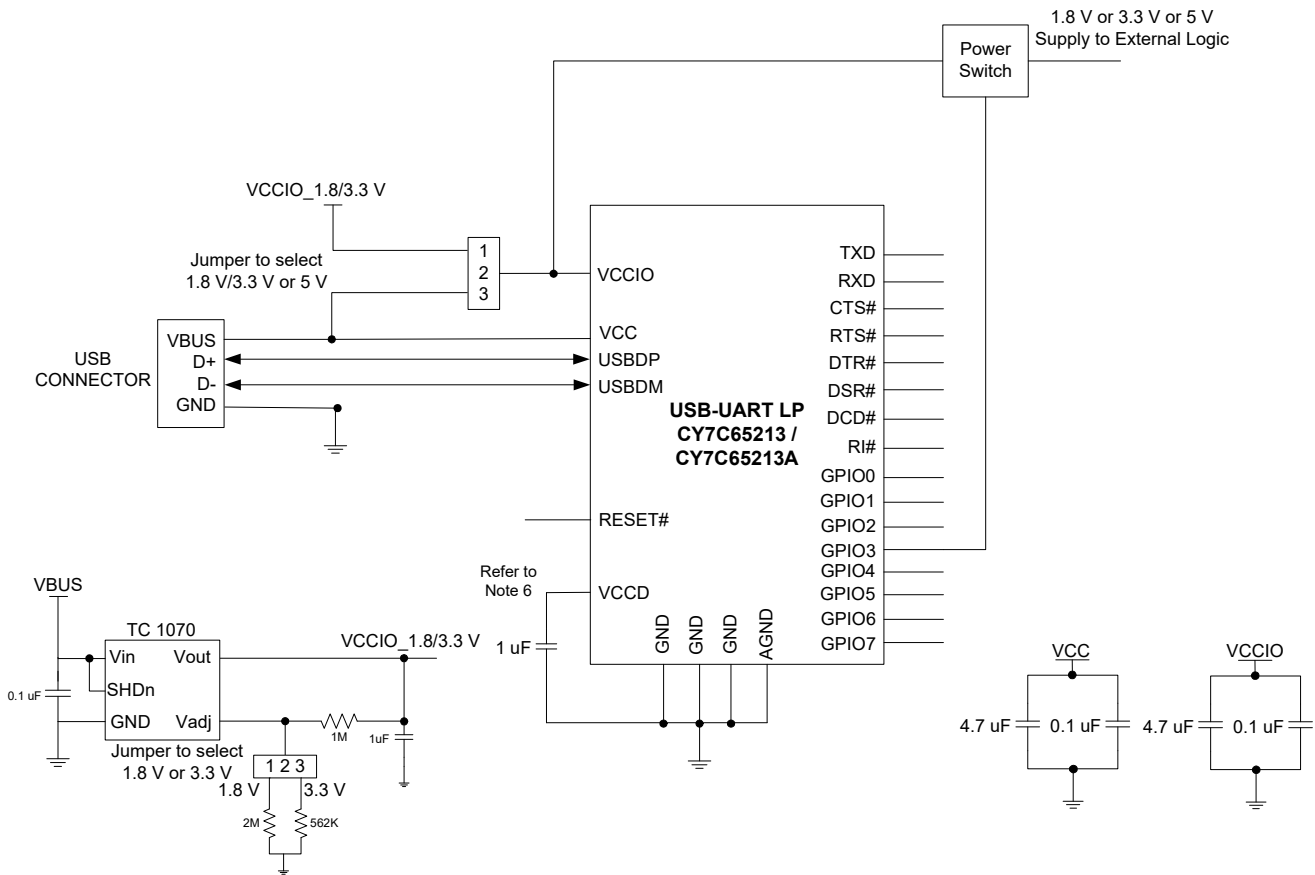 1.8 V or 3.3 V or 5 V
Supply to External Logic
Power
Switch
VCCIO_1.8/3.3 V
Jumper to select
1.8 V/3.3 V or 5 V
1
2
3
USB
CONNECTOR
VBUS
D+
D-
GND
VCCIO
VCC
USBDP
USBDM
USB-UART LP
CY7C65213 /
CY7C65213A
RESET#
VCCD
GND
GND
GND
AGND
TXD
RXD
CTS#
RTS#
DTR#
DSR#
DCD#
RI#
GPIO0
GPIO1
GPIO2
GPIO3
GPIO4
GPIO5
GPIO6
GPIO7
Refer to
Note 6
1 uF
VBUS
TC 1070
VCCIO_1.8/3.3 V
Vin
Vout
SHDn
GND
Vadj
0.1 uF
1M
1uF
Jumper to select
1.8 V or 3.3 V
1 2 3
1.8 V
3.3 V
2M
562K
VCC
4.7 uF
0.1 uF
VCCIO
4.7 uF
0.1 uF